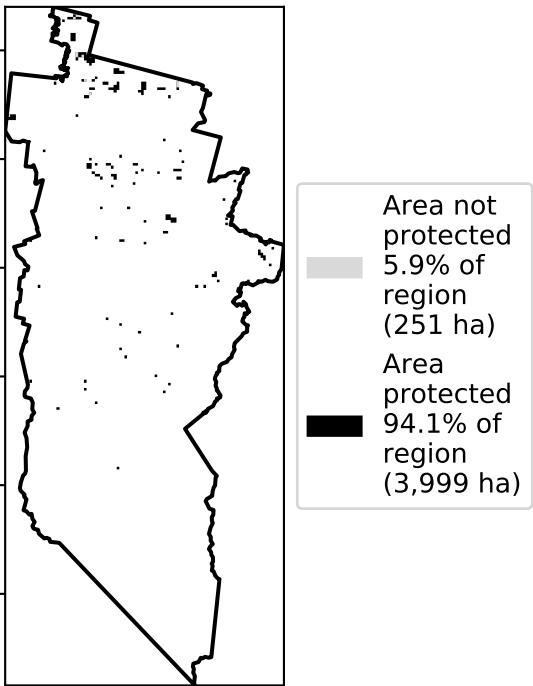 Area not
protected
5.9% of
region
(251 ha)
Area
protected
94.1% of
region
(3,999 ha)